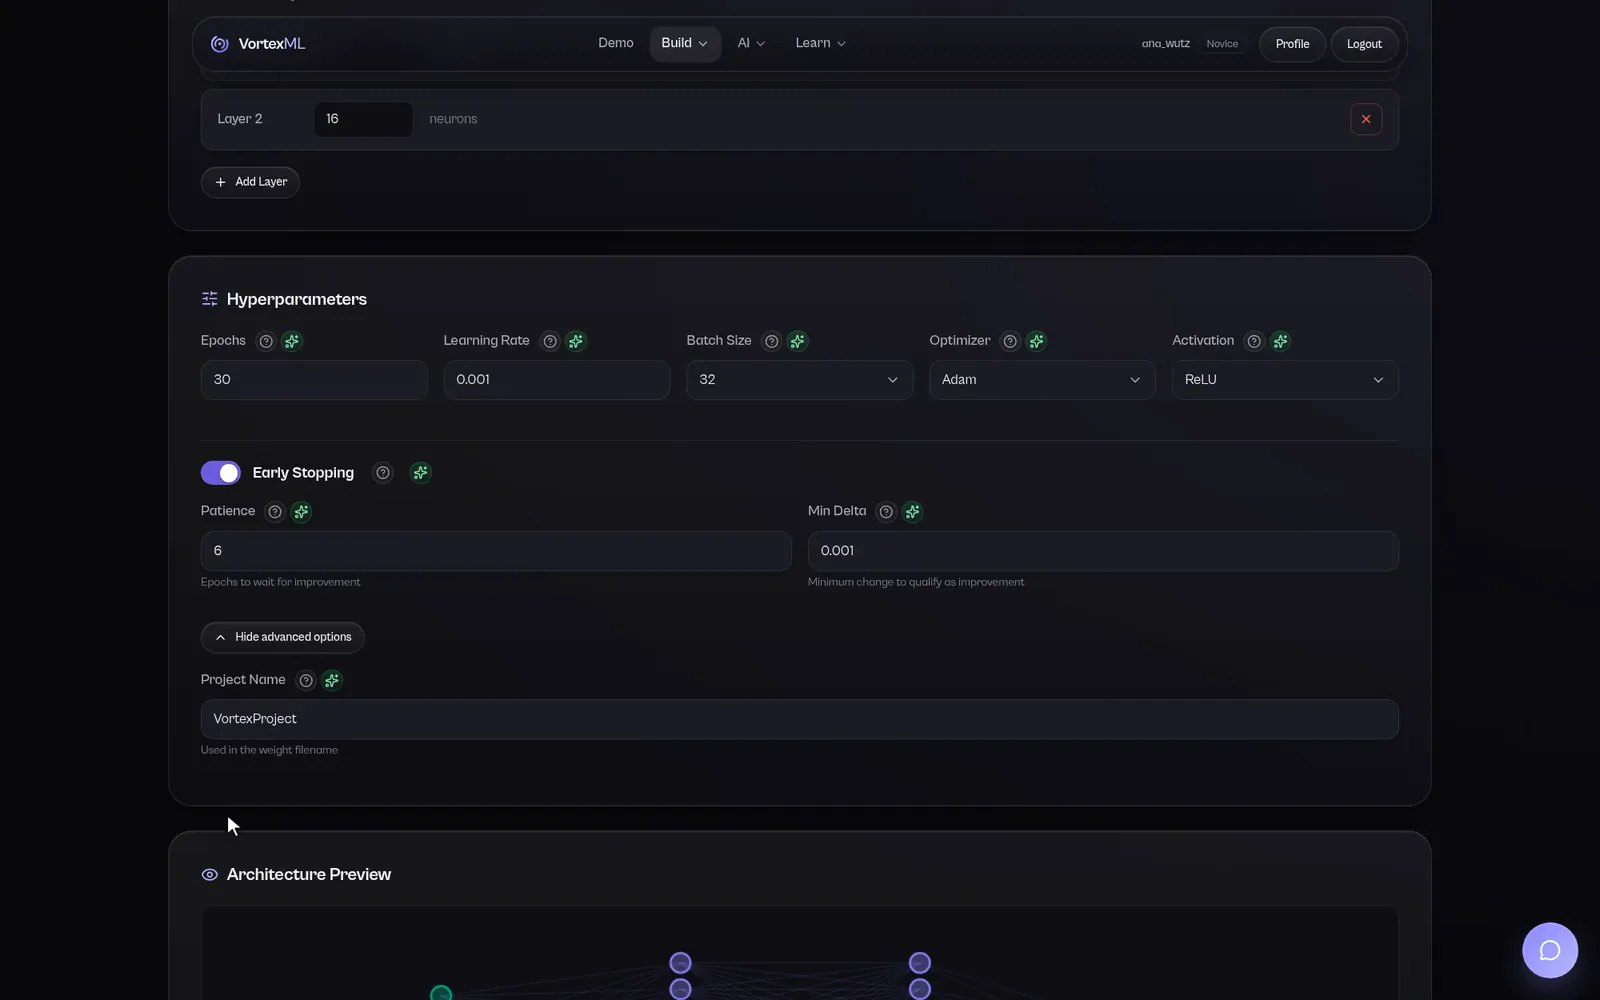 VortexML
Demo
Build
AI
Learn
ana_wutz
Novice
Profile
Logout
Layer 2
16
neurons
Add Layer
Hyperparameters
Epochs
Learning Rate
Batch Size
Optimizer
Activation
30
0.001
32
Adam
ReLU
Early Stopping
Patience
Min Delta
6
0.001
Epochs to wait for improvement
Minimum change to qualify as improvement
Hide advanced options
Project Name
VortexProject
Used in the weight filename
Architecture Preview